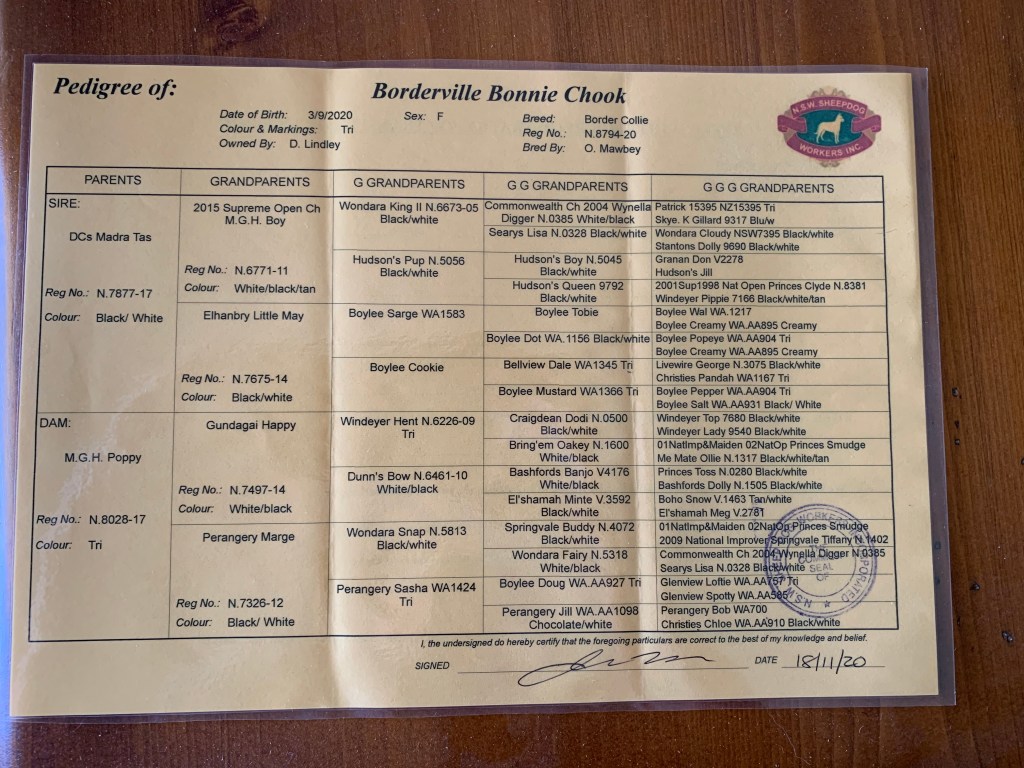 Pedigree of:
Borderville Bonnie Chook
Date of Birth: 3/9/2020
Sex: F
Breed: Border Collie
Colour & Markings: Tri
Reg No.: N.8794-20
Owned By: D. Lindley
Bred By: O. Mawbey
N.S.W. SHEEPDOG
WORKERS INC.
PARENTS
GRANDPARENTS
G GRANDPARENTS
G G GRANDPARENTS
G G G GRANDPARENTS
SIRE:
DCs Madra Tas
Reg No.: N.7877-17
Colour: Black/ White
DAM:
M.G.H. Poppy
Reg No.: N.8028-17
Colour: Tri
2015 Supreme Open Ch
M.G.H. Boy
Reg No.: N.6771-11
Colour: White/black/tan
Elhanbry Little May
Reg No.: N.7675-14
Colour: Black/white
Gundagai Happy
Reg No.: N.7497-14
Colour: White/black
Perangery Marge
Reg No.: N.7326-12
Colour: Black/ White
Wondara King II N.6673-05
Black/white
Hudson's Pup N.5056
Black/white
Boylee Sarge WA1583
Boylee Cookie
Windeyer Hent N.6226-09
Tri
Dunn's Bow N.6461-10
White/black
Wondara Snap N.5813
Black/white
Perangery Sasha WA1424
Tri
Commonwealth Ch 2004 Wynella
Digger N.0385 White/black
Searys Lisa N.0328 Black/white
Hudson's Boy N.5045
Black/white
Hudson's Queen 9792
Black/white
Boylee Tobie
Boylee Dot WA.1156 Black/white
Bellview Dale WA1345 Tri
Boylee Mustard WA1366 Tri
Craigdean Dodi N.0500
Black/white
Bring'em Oakey N.1600
White/black
Bashfords Banjo V4176
White/black
El'shamah Minte V.3592
Black/white
Springvale Buddy N.4072
Black/white
Wondara Fairy N.5318
White/black
Boylee Doug WA.AA927 Tri
Perangery Jill WA.AA1098
Chocolate/white
Patrick 15395 NZ15395 Tri
Skye. K Gillard 9317 Blu/w
Wondara Cloudy NSW7395 Black/white
Stantons Dolly 9690 Black/white
Granan Don V2278
Hudson's Jill
2001Sup1998 Nat Open Princes Clyde N.8381
Windeyer Pippie 7166 Black/white/tan
Boylee Wal WA.1217
Boylee Creamy WA.AA895 Creamy
Boylee Popeye WA.AA904 Tri
Boylee Creamy WA.AA895 Creamy
Livewire George N.3075 Black/white
Christies Pandah WA1167 Tri
Boylee Pepper WA.AA904 Tri
Boylee Salt WA.AA931 Black/ White
Windeyer Top 7680 Black/white
Windeyer Lady 9540 Black/white
01NatImp&Maiden 02NatOp Princes Smudge
Me Mate Ollie N.1317 Black/white/tan
Princes Toss N.0280 Black/white
Bashfords Dolly N.1505 Black/white
Boho Snow V.1463 Tan/white
El'shamah Meg V.2781
01NatImp&Maiden 02NatOp Princes Smudge
2009 National Improver Springvale Tiffany N.1402
Commonwealth Ch 2004 Wynella Digger N.0385
Searys Lisa N.0328 Black/white
Glenview Loftie WA.AA757 Tri
Glenview Spotty WA.AA585
Perangery Bob WA700
Christies Chloe WA.AA910 Black/white
SEAL
OF
I, the undersigned do hereby certify that the foregoing particulars are correct to the best of my knowledge and belief.
SIGNED
DATE 18/11/20